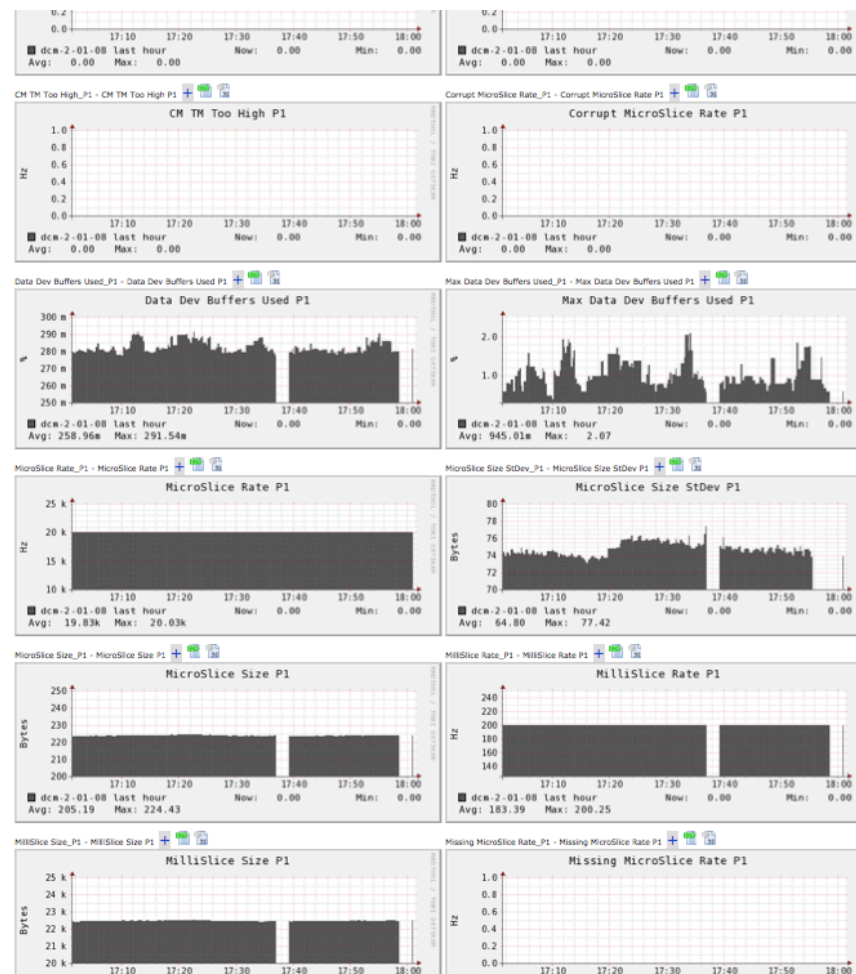 0.2
0.0
17:10 17:20 17:30 17:40 17:50 18:00
dcm-2-01-08 last hour Now: 0.00 Min: 0.00
Avg: 0.00 Max: 0.00
0.2
0.0
17:10 17:20 17:30 17:40 17:50 18:00
dcm-2-01-08 last hour Now: 0.00 Min: 0.00
Avg: 0.00 Max: 0.00
CM TM Too High_P1 - CM TM Too High P1
CM TM Too High P1
Hz
1.0
0.8
0.6
0.4
0.2
0.0
17:10 17:20 17:30 17:40 17:50 18:00
dcm-2-01-08 last hour Now: 0.00 Min: 0.00
Avg: 0.00 Max: 0.00
RRDTOOL / TOBI OETIKER
Corrupt MicroSlice Rate_P1 - Corrupt MicroSlice Rate P1
Corrupt MicroSlice Rate P1
Hz
1.0
0.8
0.6
0.4
0.2
0.0
17:10 17:20 17:30 17:40 17:50 18:00
dcm-2-01-08 last hour Now: 0.00 Min: 0.00
Avg: 0.00 Max: 0.00
Data Dev Buffers Used_P1 - Data Dev Buffers Used P1
Data Dev Buffers Used P1
%
300 m
290 m
280 m
270 m
260 m
250 m
17:10 17:20 17:30 17:40 17:50 18:00
dcm-2-01-08 last hour Now: 0.00 Min: 0.00
Avg: 258.96m Max: 291.54m
RRDTOOL / TOBI OETIKER
Max Data Dev Buffers Used_P1 - Max Data Dev Buffers Used P1
Max Data Dev Buffers Used P1
%
2.0
1.0
17:10 17:20 17:30 17:40 17:50 18:00
dcm-2-01-08 last hour Now: 0.00 Min: 0.00
Avg: 945.01m Max: 2.07
MicroSlice Rate_P1 - MicroSlice Rate P1
MicroSlice Rate P1
Hz
25 k
20 k
15 k
10 k
17:10 17:20 17:30 17:40 17:50 18:00
dcm-2-01-08 last hour Now: 0.00 Min: 0.00
Avg: 19.83k Max: 20.03k
RRDTOOL / TOBI OETIKER
MicroSlice Size StDev_P1 - MicroSlice Size StDev P1
MicroSlice Size StDev P1
Bytes
80
78
76
74
72
70
17:10 17:20 17:30 17:40 17:50 18:00
dcm-2-01-08 last hour Now: 0.00 Min: 0.00
Avg: 64.80 Max: 77.42
MicroSlice Size_P1 - MicroSlice Size P1
MicroSlice Size P1
Bytes
250
240
230
220
210
200
17:10 17:20 17:30 17:40 17:50 18:00
dcm-2-01-08 last hour Now: 0.00 Min: 0.00
Avg: 205.19 Max: 224.43
RRDTOOL / TOBI OETIKER
MilliSlice Rate_P1 - MilliSlice Rate P1
MilliSlice Rate P1
Hz
240
220
200
180
160
140
17:10 17:20 17:30 17:40 17:50 18:00
dcm-2-01-08 last hour Now: 0.00 Min: 0.00
Avg: 183.39 Max: 200.25
MilliSlice Size_P1 - MilliSlice Size P1
MilliSlice Size P1
Bytes
25 k
24 k
23 k
22 k
21 k
20 k
17:10 17:20 17:30 17:40 17:50 18:00
RRDTOOL / TOBI OETIKER
Missing MicroSlice Rate_P1 - Missing MicroSlice Rate P1
Missing MicroSlice Rate P1
Hz
1.0
0.8
0.6
0.4
0.2
0.0
17:10 17:20 17:30 17:40 17:50 18:00